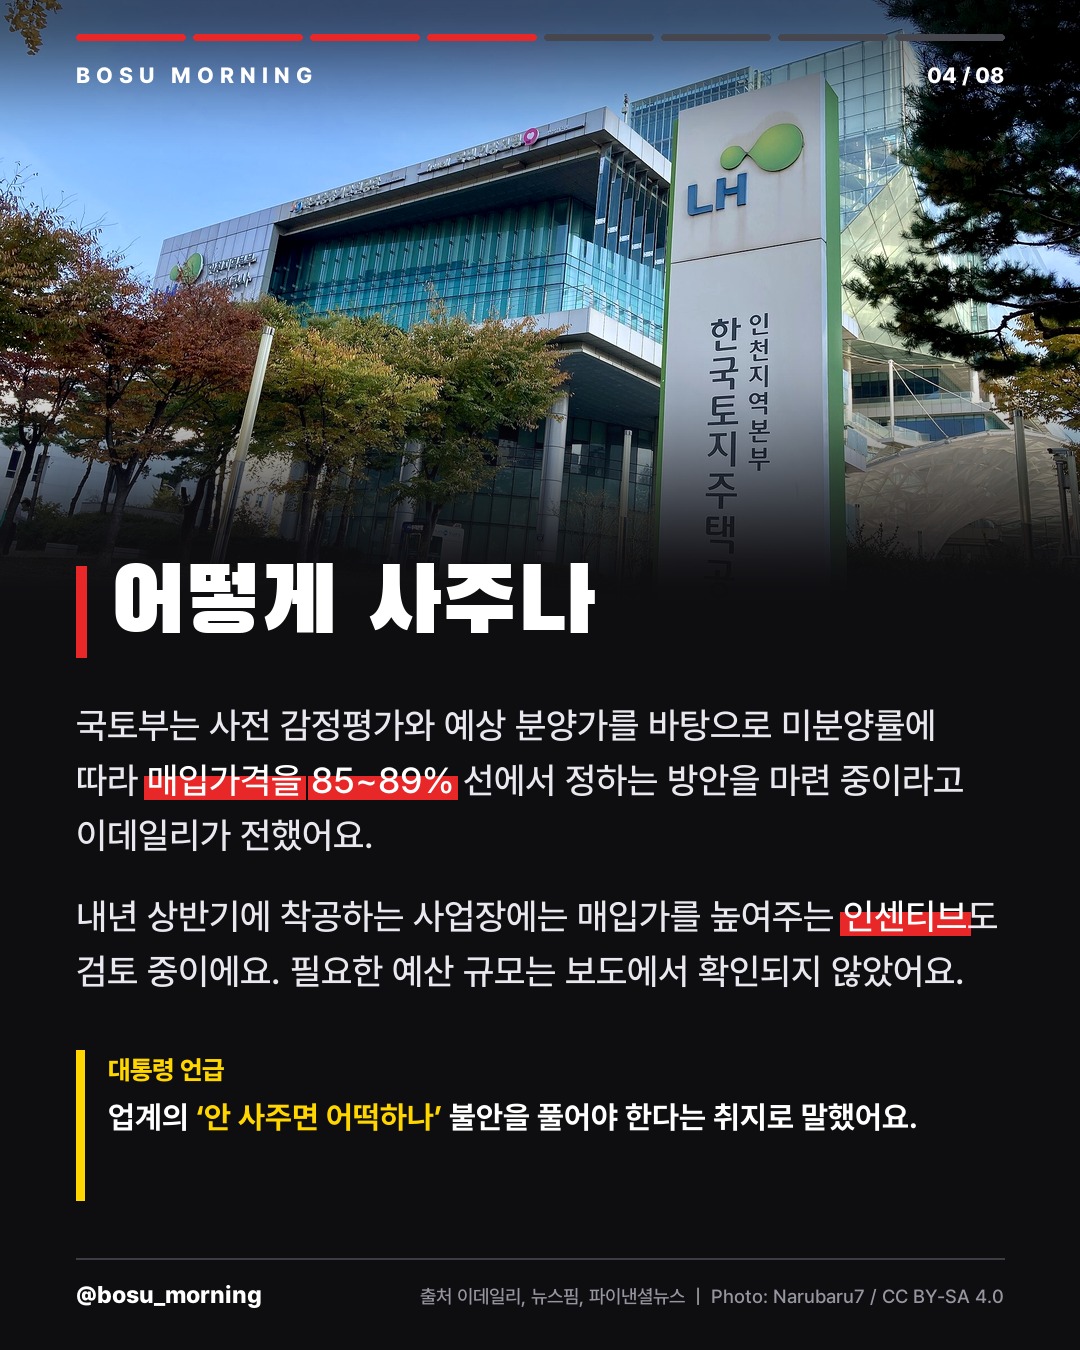 BOSU MORNING
04 / 08
LH
인천지역본부
한국토지주택공
어떻게 사주나
국토부는 사전 감정평가와 예상 분양가를 바탕으로 미분양률에
따라 매입가격을 85~89% 선에서 정하는 방안을 마련 중이라고
이데일리가 전했어요.
내년 상반기에 착공하는 사업장에는 매입가를 높여주는 인센티브도
검토 중이에요. 필요한 예산 규모는 보도에서 확인되지 않았어요.
대통령 언급
업계의 ‘안 사주면 어떡하나’ 불안을 풀어야 한다는 취지로 말했어요.
@bosu_morning
출처 이데일리, 뉴스핌, 파이낸셜뉴스 | Photo: Narubaru7 / CC BY-SA 4.0